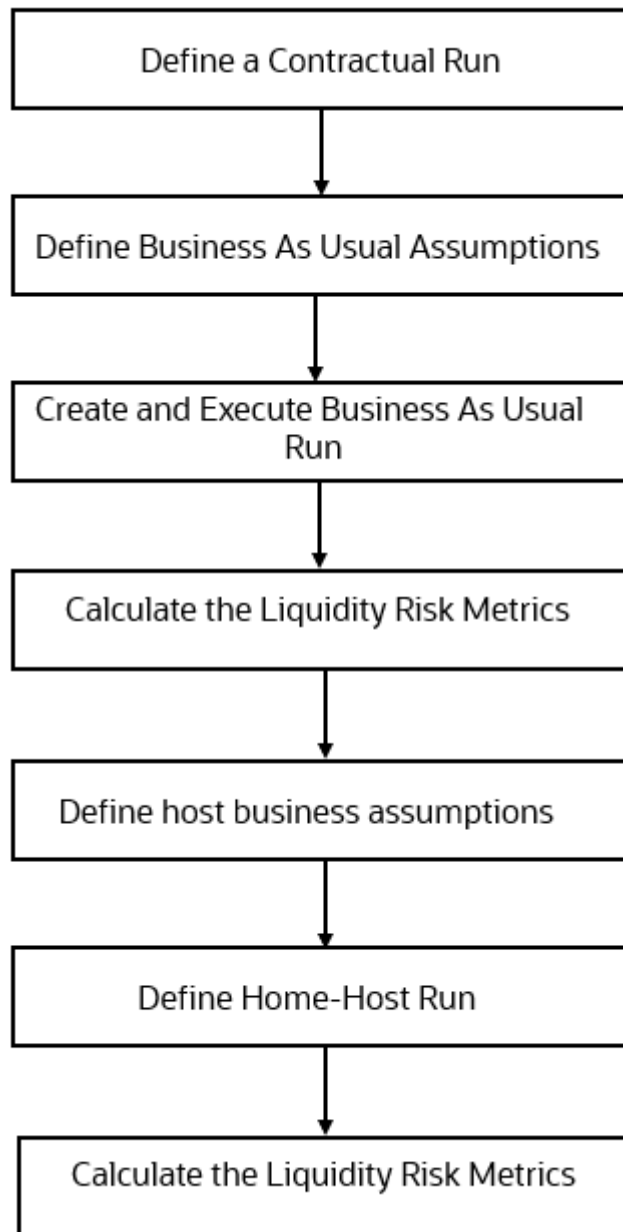 Define a Contractual Run
Define Business As Usual Assumptions
Create and Execute Business As Usual
Run
Calculate the Liquidity Risk Metrics
Define host business assumptions
Define Home-Host Run
Calculate the Liquidity Risk Metrics